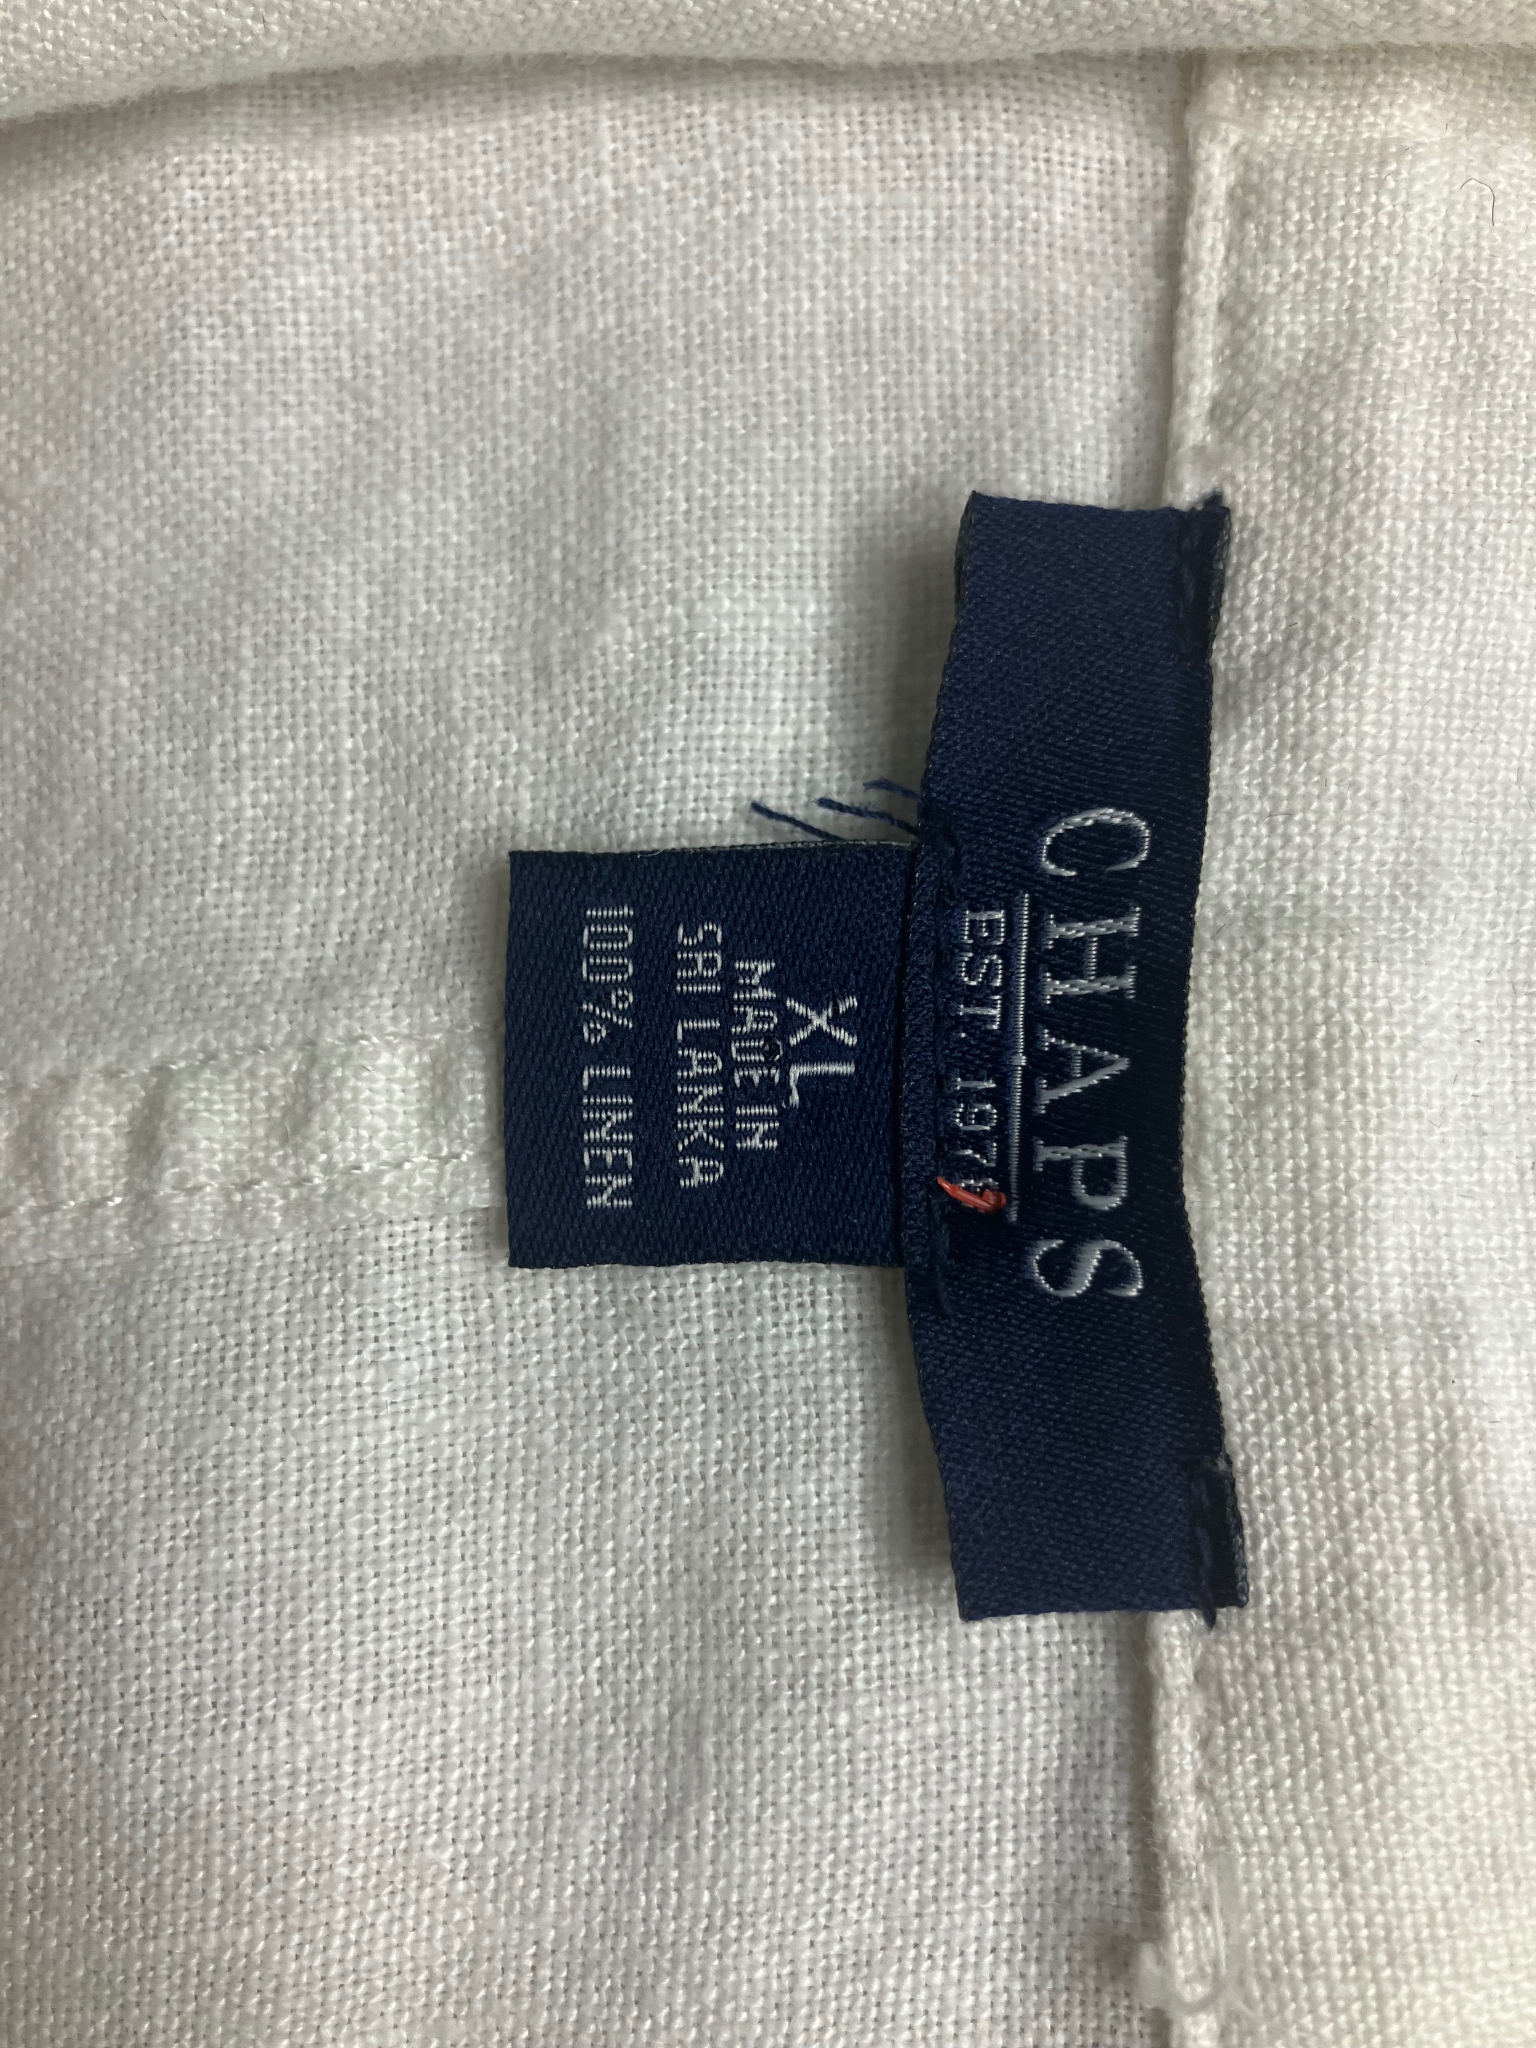 CHAPS
EST. 1978
XL
MADE IN
SRI LANKA
100% LINEN